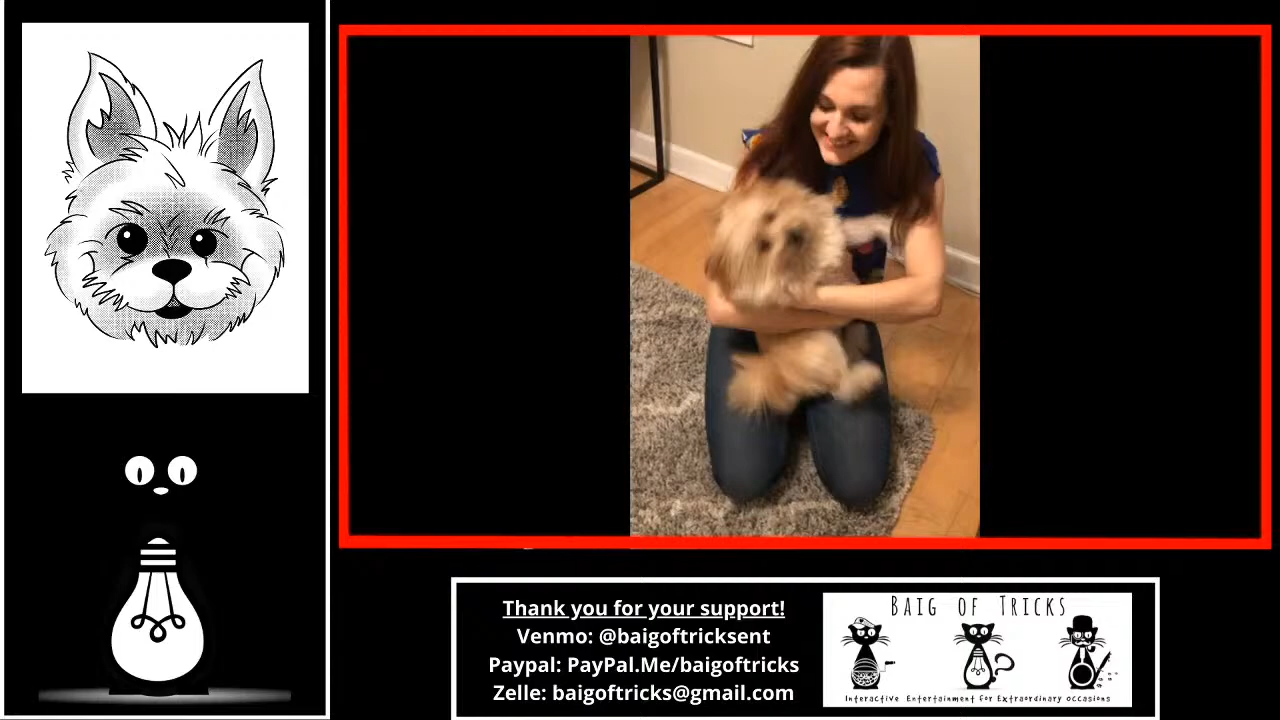 Thank you for your support!
Venmo: @baigoftricksent
Paypal: PayPal.Me/baigoftricks
Zelle: baigoftricks@gmail.com
BAIG OF TRICKS
Interactive Entertainment for Extraordinary occasions